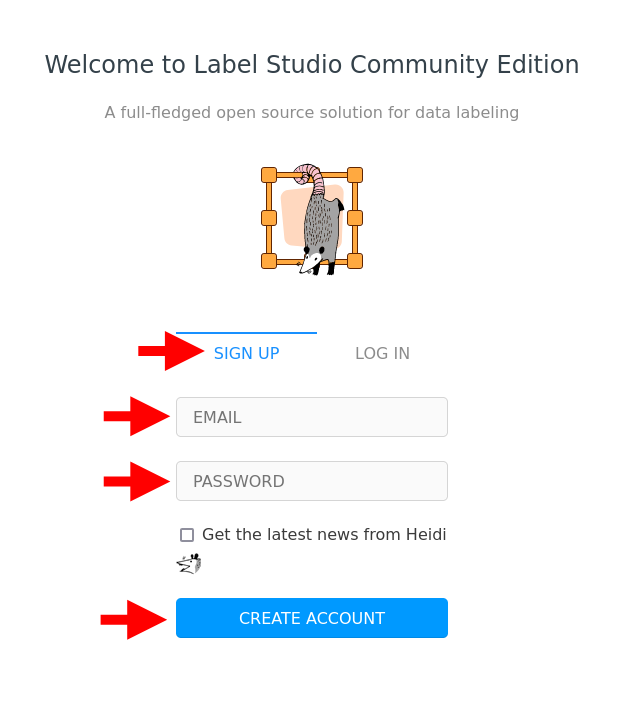 Welcome to Label Studio Community Edition
A full-fledged open source solution for data labeling
SIGN UP
LOG IN
EMAIL
PASSWORD
Get the latest news from Heidi
CREATE ACCOUNT